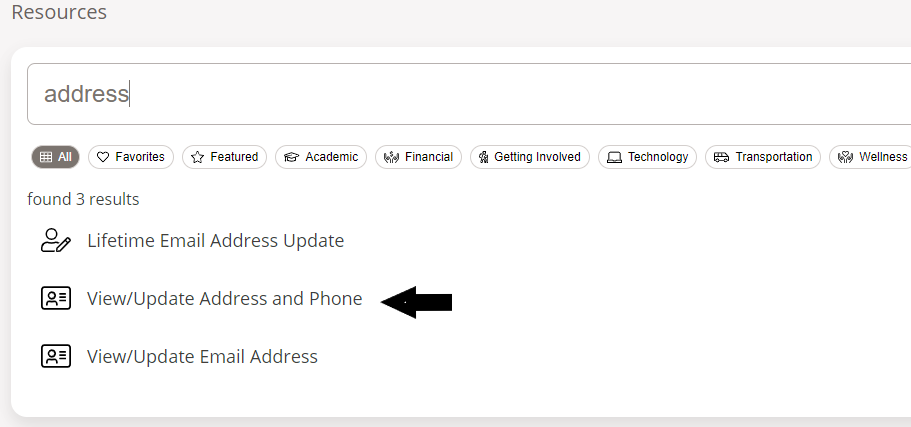 Resources
address
All Favorites Featured Academic Financial Getting Involved Technology Transportation Wellness
found 3 results
Lifetime Email Address Update
View/Update Address and Phone
View/Update Email Address